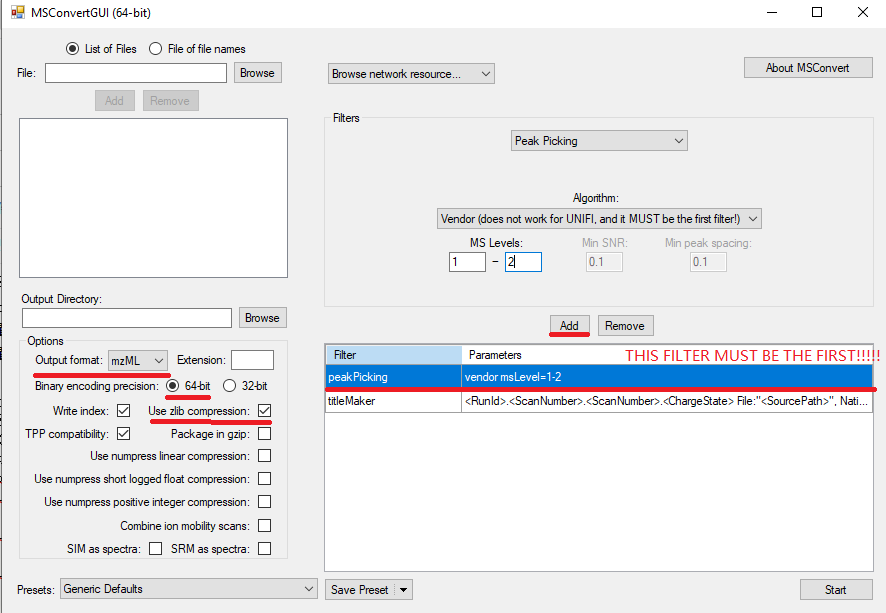 MSConvertGUI (64-bit)
List of Files File of file names
File: Browse
Add Remove
Browse network resource...
About MSConvert
Filters
Peak Picking
Algorithm:
Vendor (does not work for UNIFI, and it MUST be the first filter!)
MS Levels: Min SNR: Min peak spacing:
1 - 2 0.1 0.1
Output Directory:
Browse
Add Remove
Options
Output format: mzML Extension:
Binary encoding precision: 64-bit 32-bit
Write index: Use zlib compression:
TPP compatibility: Package in gzip:
Use numpress linear compression:
Use numpress short logged float compression:
Use numpress positive integer compression:
Combine ion mobility scans:
SIM as spectra: SRM as spectra:
Filter Parameters THIS FILTER MUST BE THE FIRST!!!!!
peakPicking vendor msLevel=1-2
titleMaker <RunId>.<ScanNumber>.<ScanNumber>.<ChargeState> File:"<SourcePath>", Nati...
Presets: Generic Defaults Save Preset Start